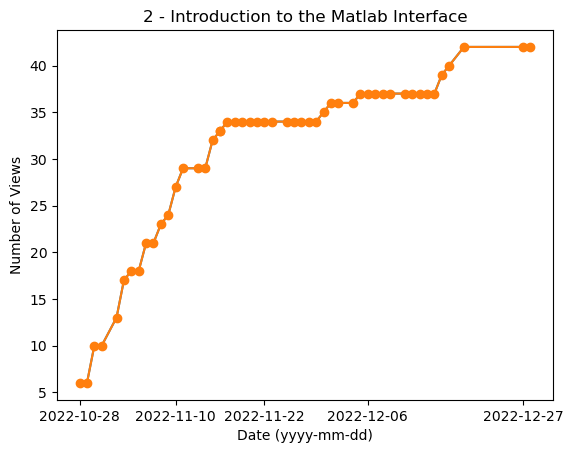 2 - Introduction to the Matlab Interface
Number of Views
40
35
30
25
20
15
10
5
2022-10-28 2022-11-10 2022-11-22 2022-12-06 2022-12-27
Date (yyyy-mm-dd)